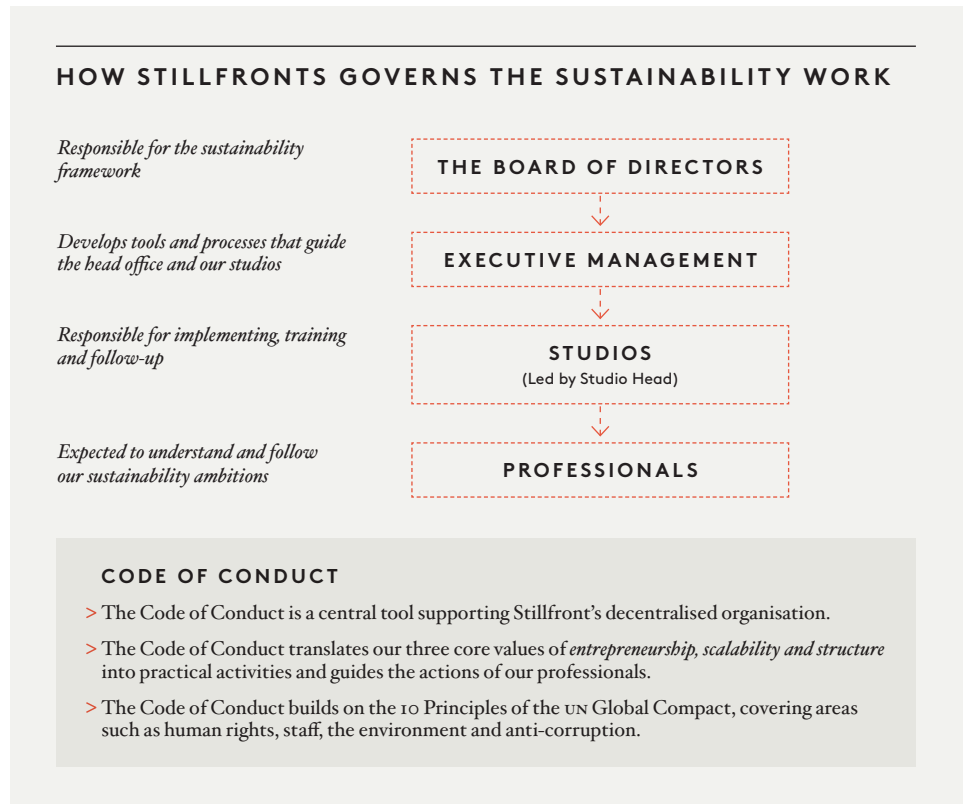 HOW STILLFRONTS GOVERNS THE SUSTAINABILITY WORK
Responsible for the sustainability
framework
THE BOARD OF DIRECTORS
Develops tools and processes that guide
the head office and our studios
EXECUTIVE MANAGEMENT
Responsible for implementing, training
and follow-up
STUDIOS
(Led by Studio Head)
Expected to understand and follow
our sustainability ambitions
PROFESSIONALS
CODE OF CONDUCT
> The Code of Conduct is a central tool supporting Stillfront’s decentralised organisation.
> The Code of Conduct translates our three core values of entrepreneurship, scalability and structure
into practical activities and guides the actions of our professionals.
> The Code of Conduct builds on the 10 Principles of the UN Global Compact, covering areas
such as human rights, staff, the environment and anti-corruption.